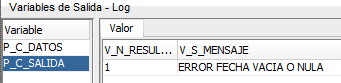 Variables de Salida - Log
Variable
P_C_DATOS
P_C_SALIDA
Valor
V_N_RESUL... V_S_MENSAJE
1 ERROR FECHA VACIA O NULA